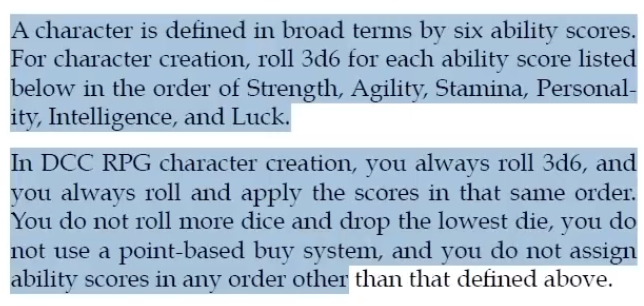 A character is defined in broad terms by six ability scores.
For character creation, roll 3d6 for each ability score listed
below in the order of Strength, Agility, Stamina, Personal-
ity, Intelligence, and Luck.
In DCC RPG character creation, you always roll 3d6, and
you always roll and apply the scores in that same order.
You do not roll more dice and drop the lowest die, you do
not use a point-based buy system, and you do not assign
ability scores in any order other than that defined above.